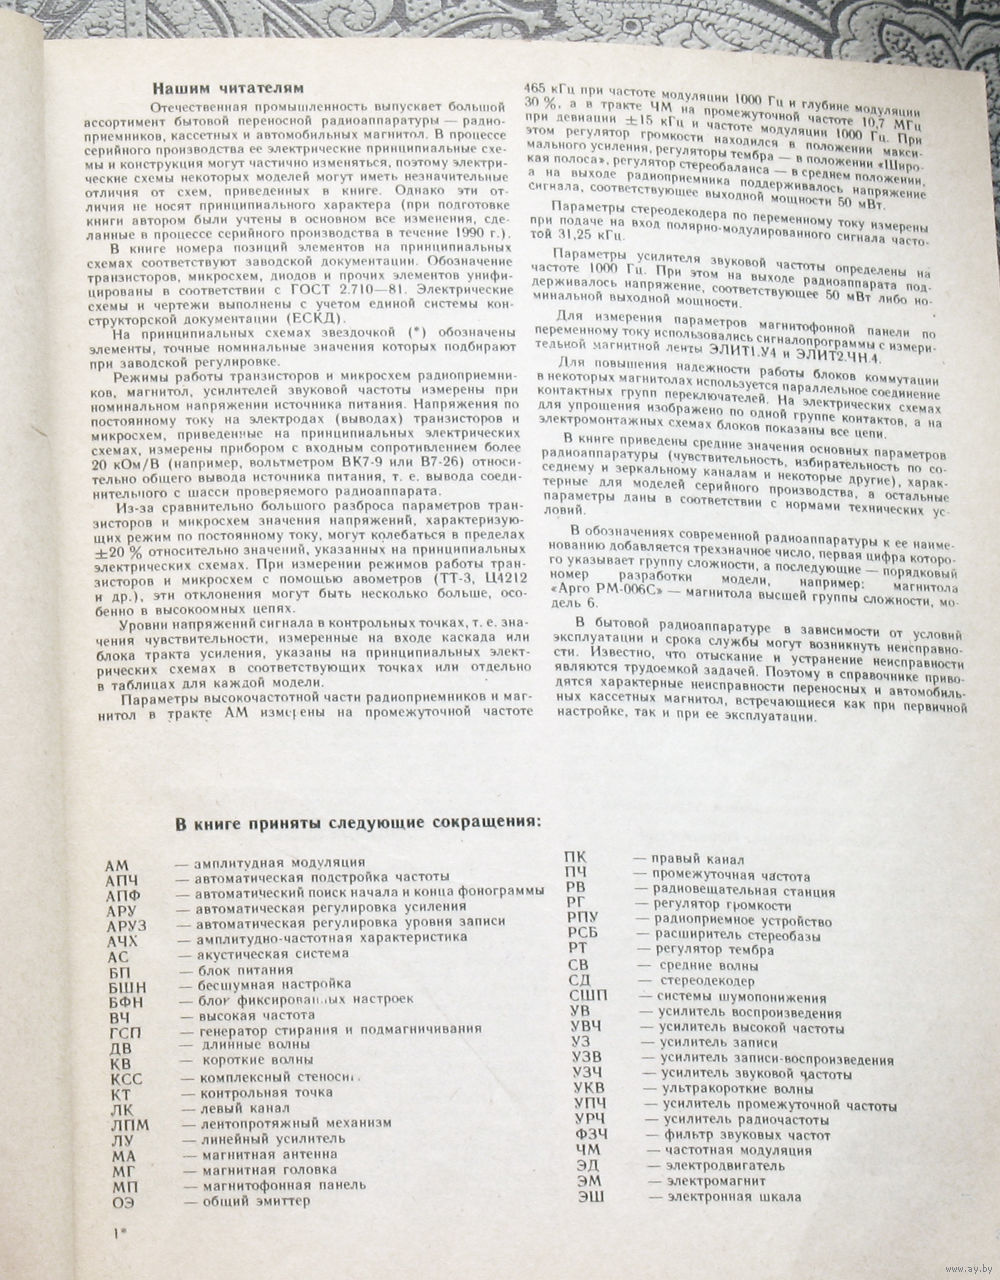 Нашим читателям
Отечественная промышленность выпускает большой
ассортимент бытовой переносной радиоаппаратуры — радио-
приемников, кассетных и автомобильных магнитол. В процессе
серийного производства ее электрические принципиальные схе-
мы и конструкция могут частично изменяться, поэтому электри-
ческие схемы некоторых моделей могут иметь незначительные
отличия от схем, приведенных в книге. Однако эти от-
личия не носят принципиального характера (при подготовке
книги автором были учтены в основном все изменения, сде-
ланные в процессе серийного производства в течение 1990 г.).
В книге номера позиций элементов на принципиальных
схемах соответствуют заводской документации. Обозначение
транзисторов, микросхем, диодов и прочих элементов унифи-
цированы в соответствии с ГОСТ 2.710—81. Электрические
схемы и чертежи выполнены с учетом единой системы кон-
структорской документации (ЕСКД).
На принципиальных схемах звездочкой (*) обозначены
элементы, точные номинальные значения которых подбирают
при заводской регулировке.
Режимы работы транзисторов и микросхем радиоприемни-
ков, магнитол, усилителей звуковой частоты измерены при
номинальном напряжении источника питания. Напряжения по
постоянному току на электродах (выводах) транзисторов и
микросхем, приведенные на принципиальных электрических
схемах, измерены прибором с входным сопротивлением более
20 кОм/В (например, вольтметром ВК7-9 или В7-26) относи-
тельно общего вывода источника питания, т. е. вывода соеди-
нительного с шасси проверяемого радиоаппарата.
Из-за сравнительно большого разброса параметров тран-
зисторов и микросхем значения напряжений, характеризую-
щих режим по постоянному току, могут колебаться в пределах
±20 % относительно значений, указанных на принципиальных
электрических схемах. При измерении режимов работы тран-
зисторов и микросхем с помощью авометров (ТТ-3, Ц4212
и др.), эти отклонения могут быть несколько больше, осо-
бенно в высокоомных цепях.
Уровни напряжений сигнала в контрольных точках, т. е. зна-
чения чувствительности, измеренные на входе каскада или
блока тракта усиления, указаны на принципиальных элект-
рических схемах в соответствующих точках или отдельно
в таблицах для каждой модели.
Параметры высокочастотной части радиоприемников и маг-
нитол в тракте АМ измерены на промежуточной частоте
465 кГц при частоте модуляции 1000 Гц и глубине модуляции
30 %, а в тракте ЧМ на промежуточной частоте 10,7 МГц
при девиации ±15 кГц и частоте модуляции 1000 Гц. При
этом регулятор громкости находился в положении макси-
мального усиления, регуляторы тембра — в положении «Широ-
кая полоса», регулятор стереобаланса — в среднем положении,
а на выходе радиоприемника поддерживалось напряжение
сигнала, соответствующее выходной мощности 50 мВт.
Параметры стереодекодера по переменному току измерены
при подаче на вход полярно-модулированного сигнала часто-
той 31,25 кГц.
Параметры усилителя звуковой частоты определены на
частоте 1000 Гц. При этом на выходе радиоаппарата под-
держивалось напряжение, соответствующее 50 мВт либо но-
минальной выходной мощности.
Для измерения параметров магнитофонной панели по
переменному току использовались сигналопрограммы с измери-
тельной магнитной ленты ЭЛИТ1.У4 и ЭЛИТ2.ЧН.4.
Для повышения надежности работы блоков коммутации
в некоторых магнитолах используется параллельное соединение
контактных групп переключателей. На электрических схемах
для упрощения изображено по одной группе контактов, а на
электромонтажных схемах блоков показаны все цепи.
В книге приведены средние значения основных параметров
радиоаппаратуры (чувствительность, избирательность по со-
седнему и зеркальному каналам и некоторые другие), харак-
терные для моделей серийного производства, а остальные
параметры даны в соответствии с нормами технических ус-
ловий.
В обозначениях современной радиоаппаратуры к ее наиме-
нованию добавляется трехзначное число, первая цифра которо-
го указывает группу сложности, а последующие — порядковый
номер разработки модели, например: магнитола
«Арго РМ-006С» — магнитола высшей группы сложности, мо-
дель 6.
В бытовой радиоаппаратуре в зависимости от условий
эксплуатации и срока службы могут возникнуть неисправно-
сти. Известно, что отыскание и устранение неисправности
являются трудоемкой задачей. Поэтому в справочнике приво-
дятся характерные неисправности переносных и автомобиль-
ных кассетных магнитол, встречающиеся как при первичной
настройке, так и при ее эксплуатации.
В книге приняты следующие сокращения:
АМ — амплитудная модуляция
АПЧ — автоматическая подстройка частоты
АПФ — автоматический поиск начала и конца фонограммы
АРУ — автоматическая регулировка усиления
АРУЗ — автоматическая регулировка уровня записи
АЧХ — амплитудно-частотная характеристика
АС — акустическая система
БП — блок питания
БШН — бесшумная настройка
БФН — блок фиксированных настроек
ВЧ — высокая частота
ГСП — генератор стирания и подмагничивания
ДВ — длинные волны
КВ — короткие волны
КСС — комплексный
КТ — контрольная точка
ЛК — левый канал
ЛПМ — лентопротяжный механизм
ЛУ — линейный усилитель
МА — магнитная антенна
МГ — магнитная головка
МП — магнитофонная панель
ОЭ — общий эмиттер
ПК — правый канал
ПЧ — промежуточная частота
РВ — радиовещательная станция
РГ — регулятор громкости
РПУ — радиоприемное устройство
РСБ — расширитель стереобазы
РТ — регулятор тембра
СВ — средние волны
СД — стереодекодер
СШП — системы шумопонижения
УВ — усилитель воспроизведения
УВЧ — усилитель высокой частоты
УЗ — усилитель записи
УЗВ — усилитель записи-воспроизведения
УЗЧ — усилитель звуковой частоты
УКВ — ультракороткие волны
УПЧ — усилитель промежуточной частоты
УРЧ — усилитель радиочастоты
ФЗЧ — фильтр звуковых частот
ЧМ — частотная модуляция
ЭД — электродвигатель
ЭМ — электромагнит
ЭШ — электронная шкала
1*
www.ay.by